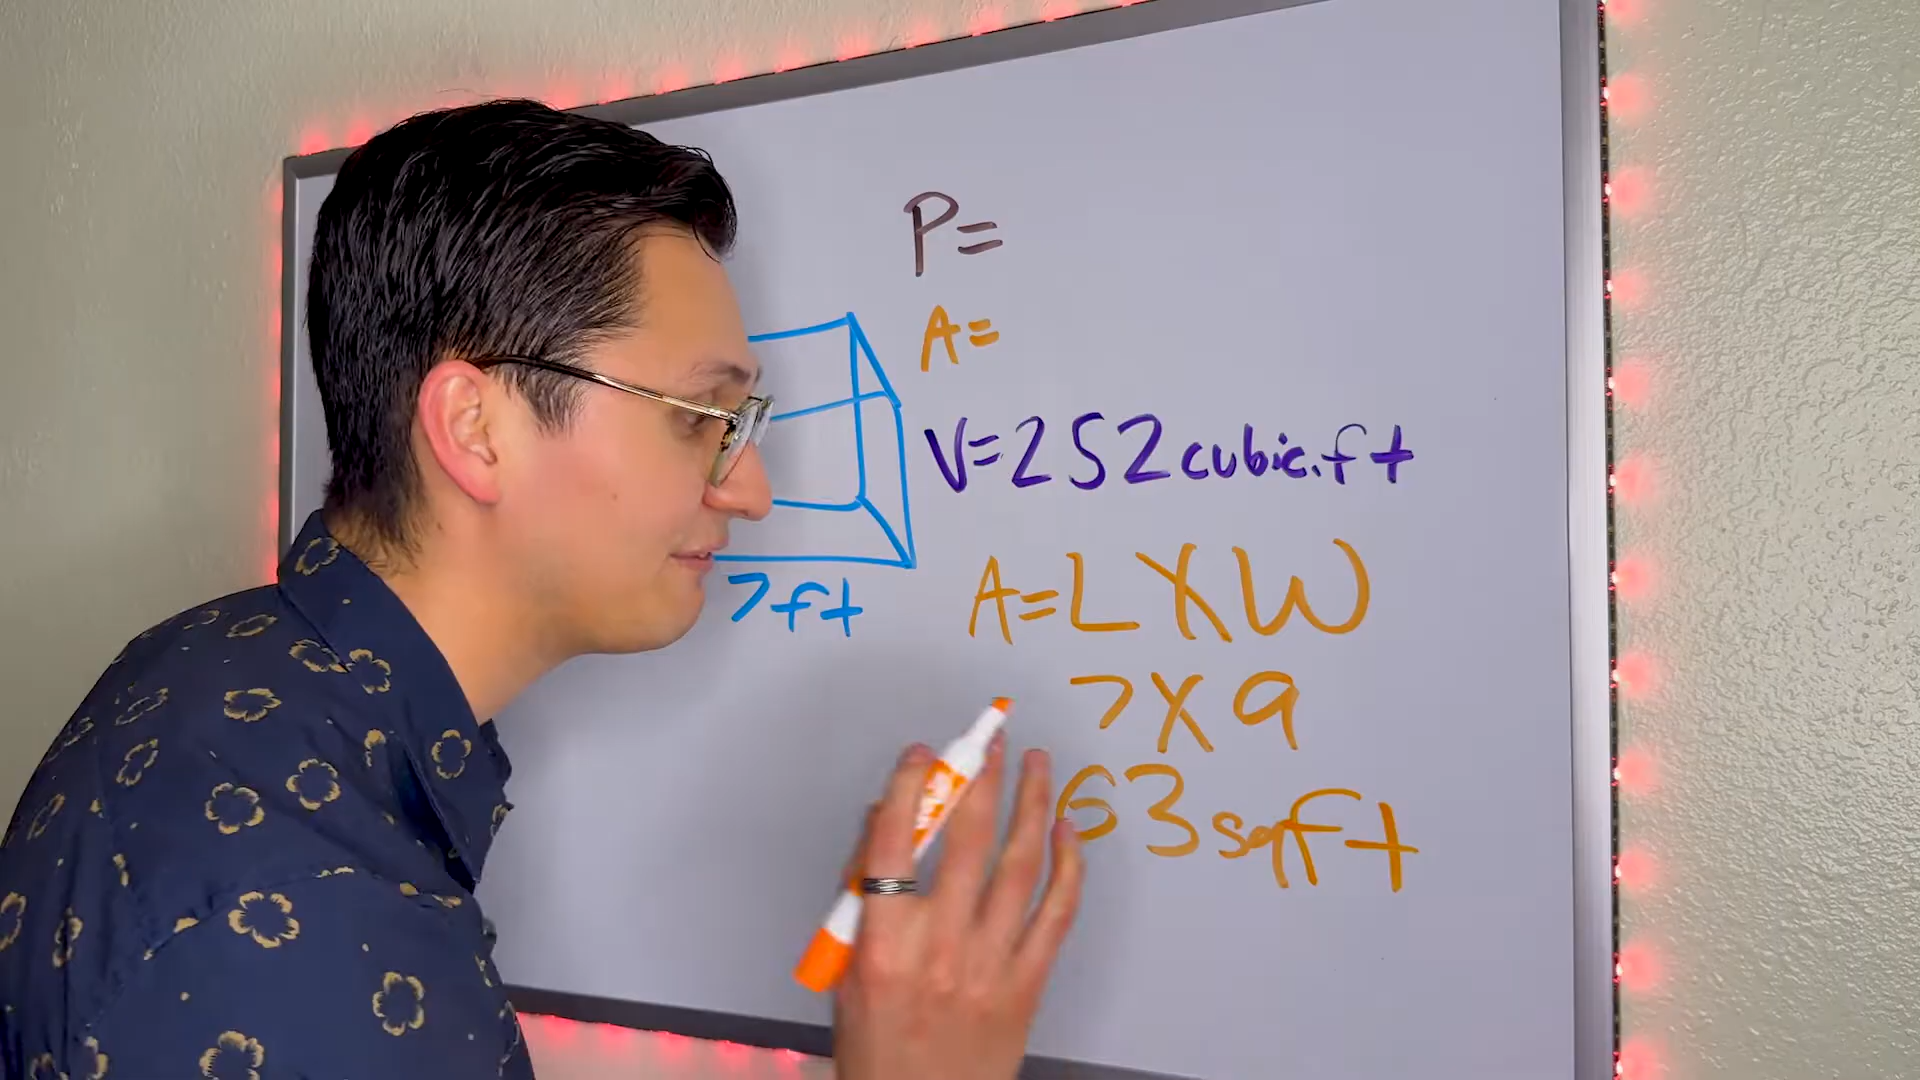 P=
A=
V=252cubic.ft
7ft
A=LXW
7X9
63sqft